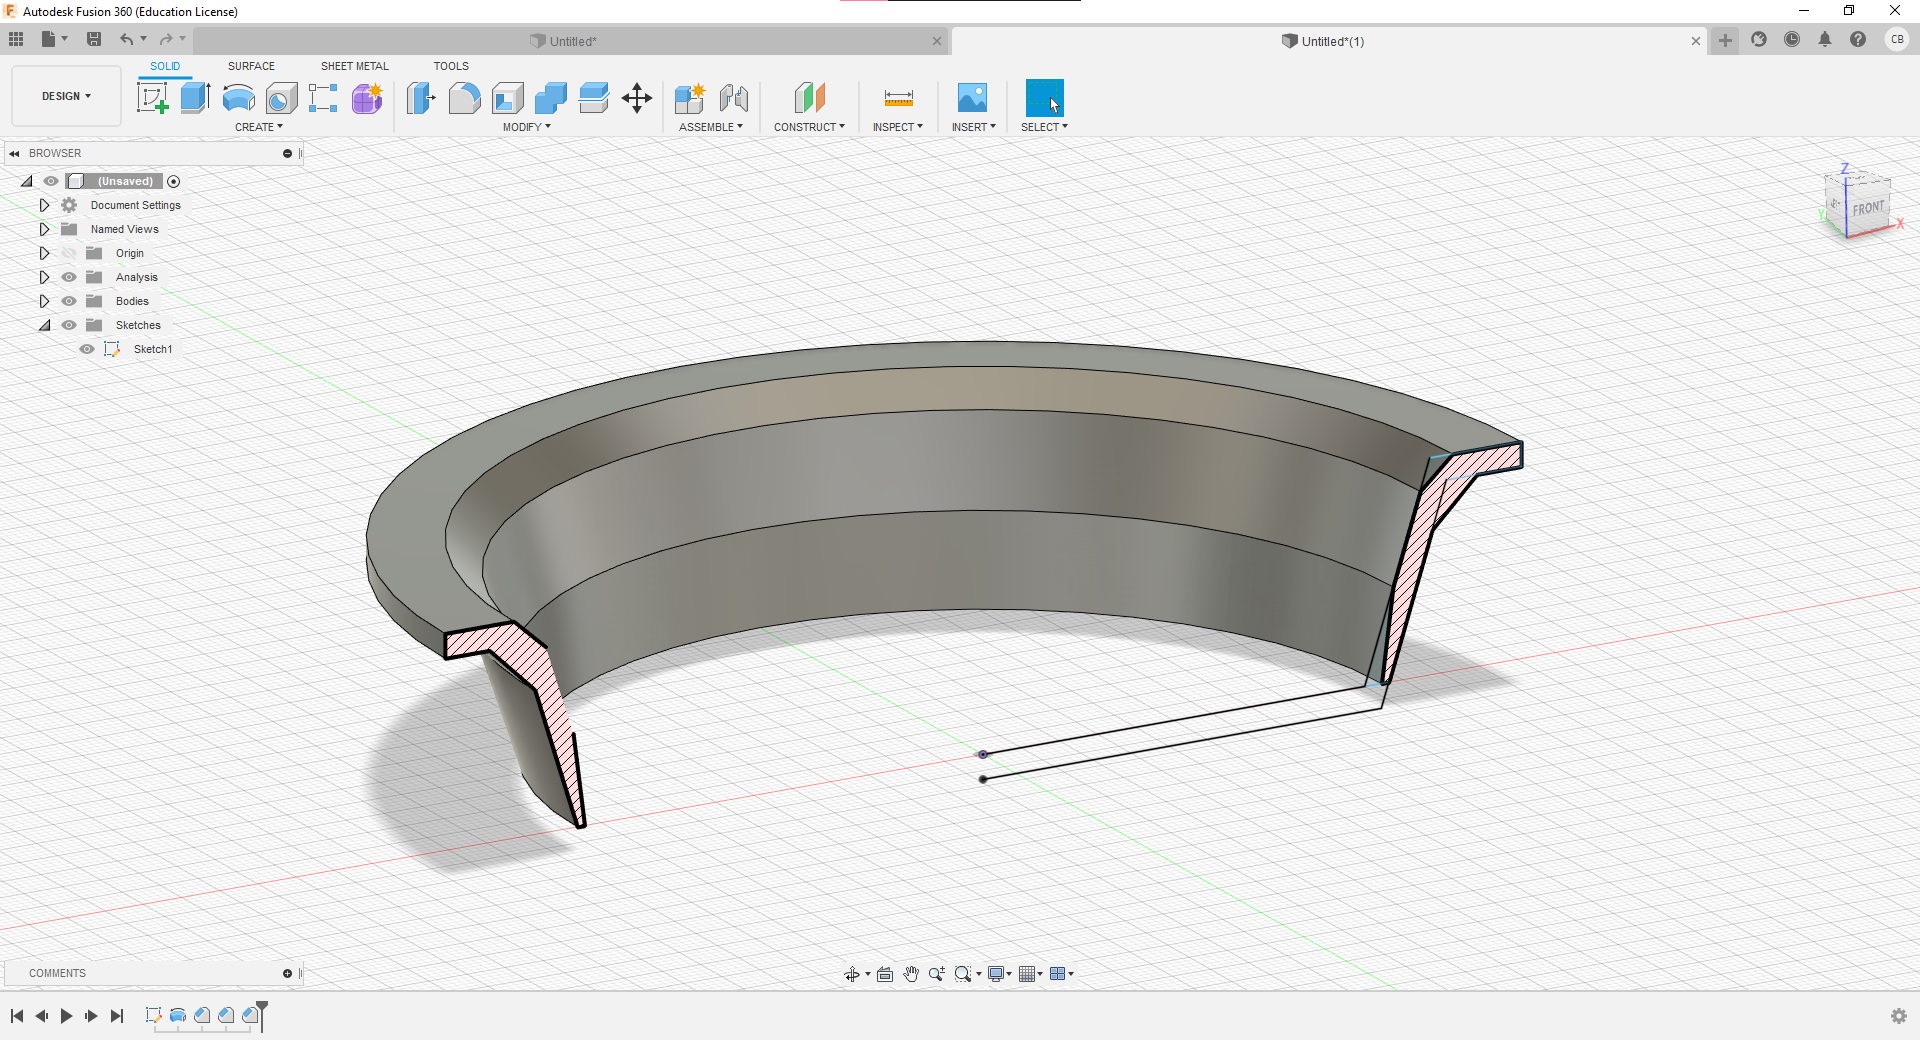 Autodesk Fusion 360 (Education License)
Untitled*
Untitled*(1)
CB
DESIGN
SOLID
SURFACE
SHEET METAL
TOOLS
CREATE
MODIFY
ASSEMBLE
CONSTRUCT
INSPECT
INSERT
SELECT
BROWSER
(Unsaved)
Document Settings
Named Views
Origin
Analysis
Bodies
Sketches
Sketch1
Z
FRONT
Y
X
COMMENTS